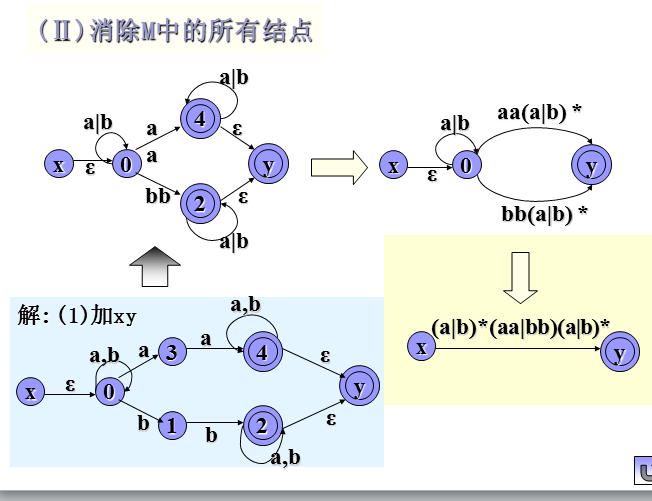 (Ⅱ)消除M中的所有结点
a|b
a|b
a
a
4
ε
x
ε
0
y
bb
2
ε
a|b
a|b
aa(a|b) *
x
ε
0
y
bb(a|b) *
解:(1)加xy
a,b
a,b
a
3
a
4
ε
x
ε
0
y
b
1
b
2
ε
a,b
(a|b)*(aa|bb)(a|b)*
x
y